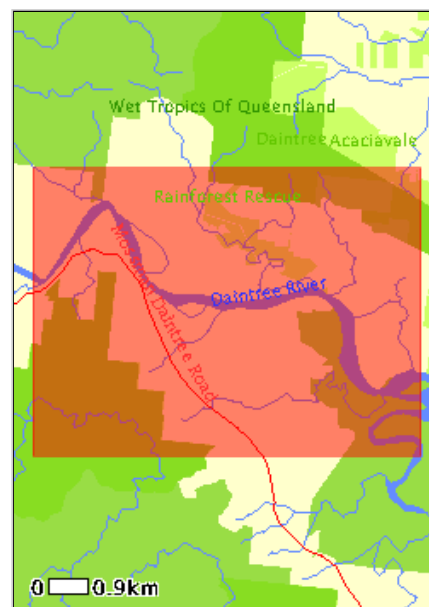 Wet Tropics Of Queensland
Daintree Acaciavale
Rainforest Rescue
Mossman Daintree Road
Daintree River
0 0.9km